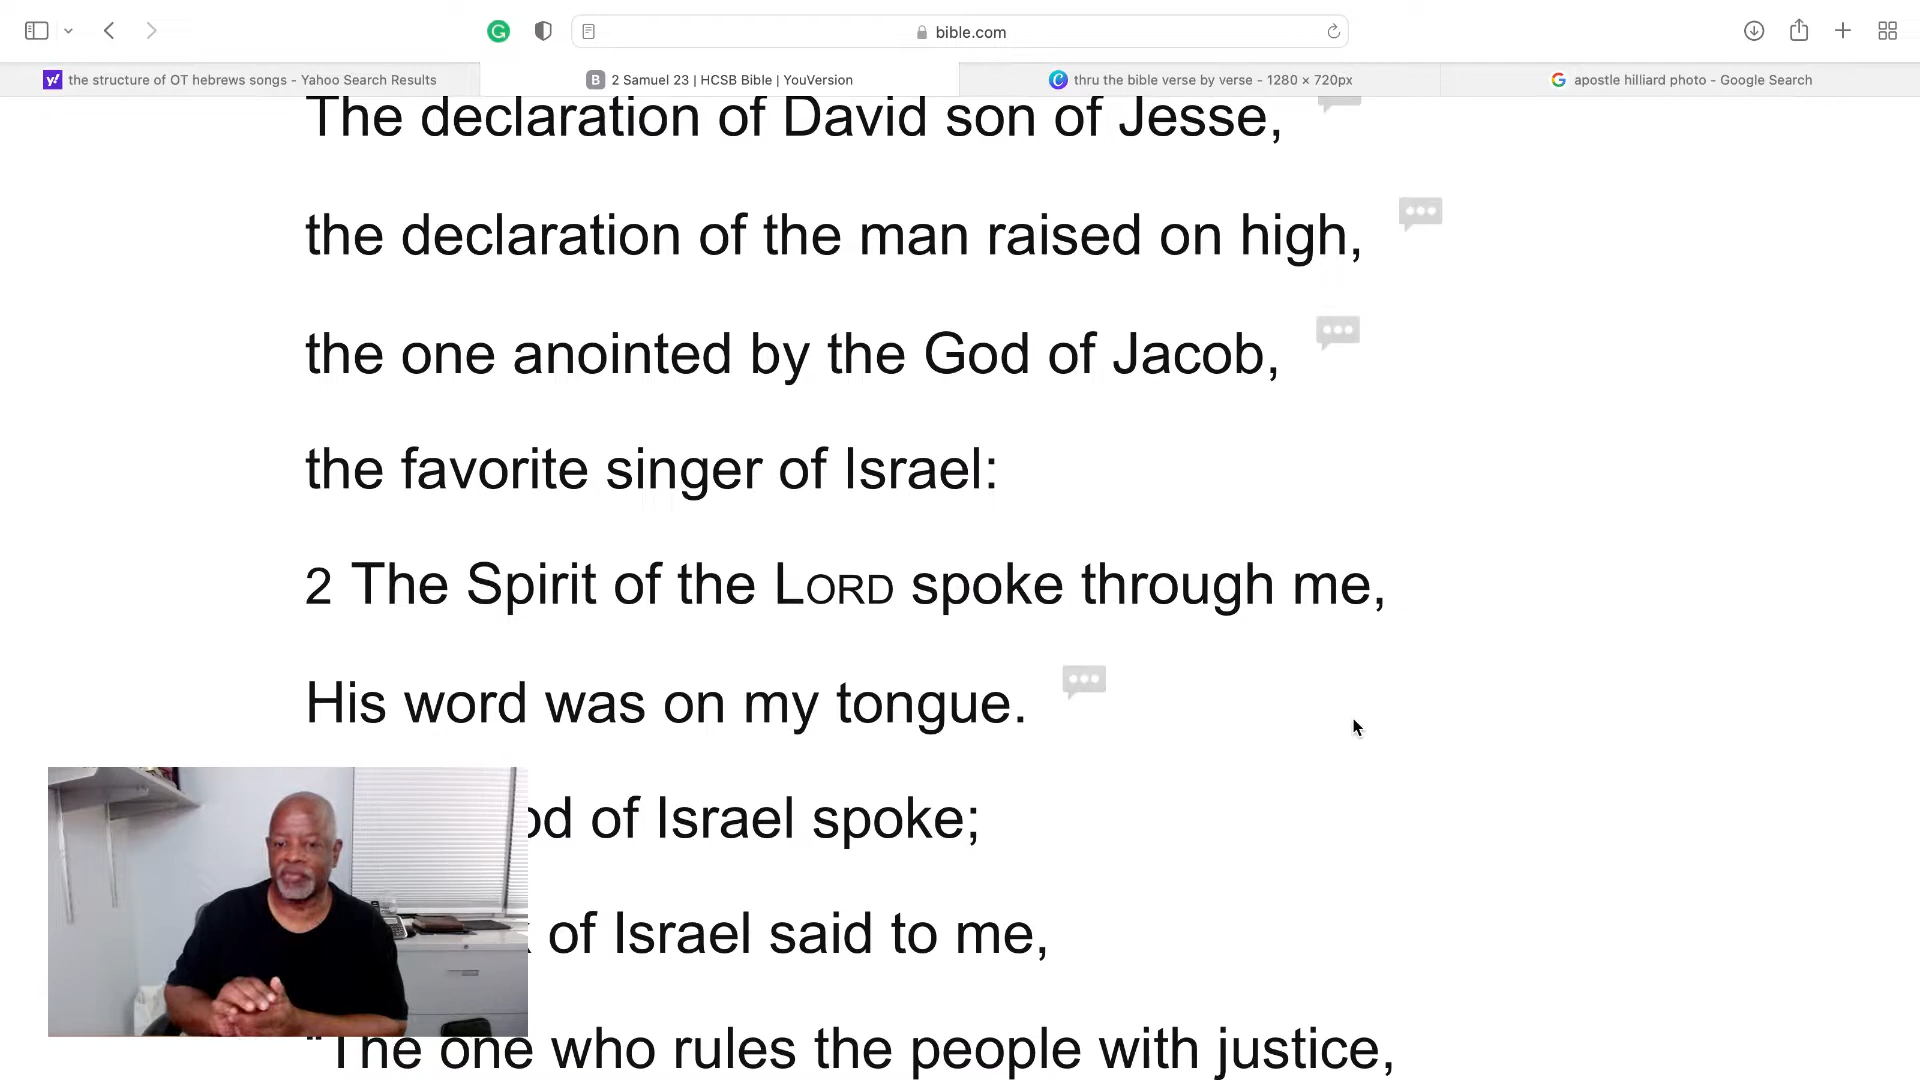 bible.com
the structure of OT hebrews songs - Yahoo Search Results
2 Samuel 23 | HCSB Bible | YouVersion
thru the bible verse by verse - 1280 × 720px
apostle hilliard photo - Google Search
The declaration of David son of Jesse,
the declaration of the man raised on high,
the one anointed by the God of Jacob,
the favorite singer of Israel:
2 The Spirit of the LORD spoke through me,
His word was on my tongue.
of Israel spoke;
of Israel said to me,
"The one who rules the people with justice,